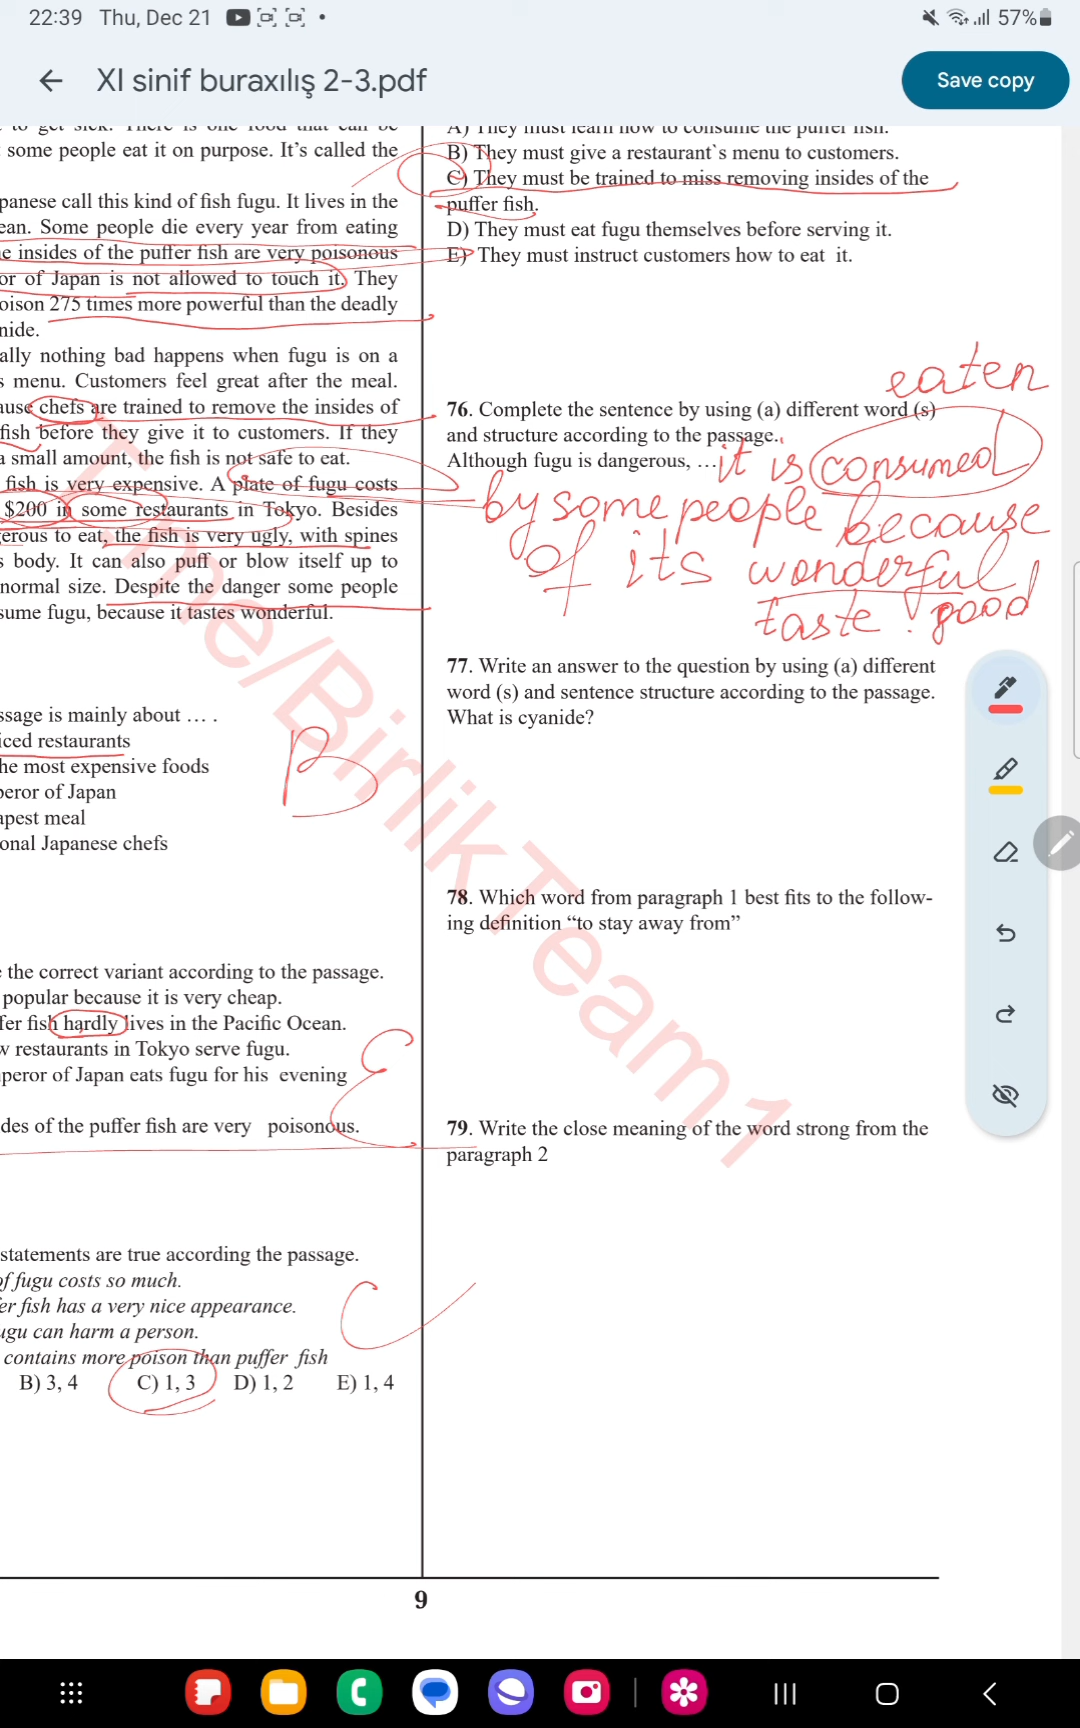 22:39 Thu, Dec 21 57%
XI sinif buraxılış 2-3.pdf
Save copy
some people eat it on purpose. It's called the
panese call this kind of fish fugu. It lives in the
ean. Some people die every year from eating
e insides of the puffer fish are very poisonous
or of Japan is not allowed to touch it. They
oison 275 times more powerful than the deadly
nide.
ally nothing bad happens when fugu is on a
s menu. Customers feel great after the meal.
ause chefs are trained to remove the insides of
fish before they give it to customers. If they
a small amount, the fish is not safe to eat.
fish is very expensive. A plate of fugu costs
$200 in some restaurants in Tokyo. Besides
erous to eat, the fish is very ugly, with spines
s body. It can also puff or blow itself up to
normal size. Despite the danger some people
sume fugu, because it tastes wonderful.
ssage is mainly about ... .
iced restaurants
he most expensive foods
peror of Japan
apest meal
onal Japanese chefs
B
e the correct variant according to the passage.
popular because it is very cheap.
fer fish hardly lives in the Pacific Ocean.
w restaurants in Tokyo serve fugu.
peror of Japan eats fugu for his evening
des of the puffer fish are very poisonous.
E
statements are true according the passage.
of fugu costs so much.
er fish has a very nice appearance.
ugu can harm a person.
contains more poison than puffer fish
B) 3, 4 C) 1, 3 D) 1, 2 E) 1, 4
C
A) They must learn how to consume the puffer fish.
B) They must give a restaurant`s menu to customers.
C) They must be trained to miss removing insides of the
puffer fish.
D) They must eat fugu themselves before serving it.
E) They must instruct customers how to eat it.
eaten
76. Complete the sentence by using (a) different word (s)
and structure according to the passage.
Although fugu is dangerous, ... it is consumed
by some people because
of its wonderful
taste. good
77. Write an answer to the question by using (a) different
word (s) and sentence structure according to the passage.
What is cyanide?
78. Which word from paragraph 1 best fits to the follow-
ing definition “to stay away from”
79. Write the close meaning of the word strong from the
paragraph 2
9
T.me/BirlikTeam1